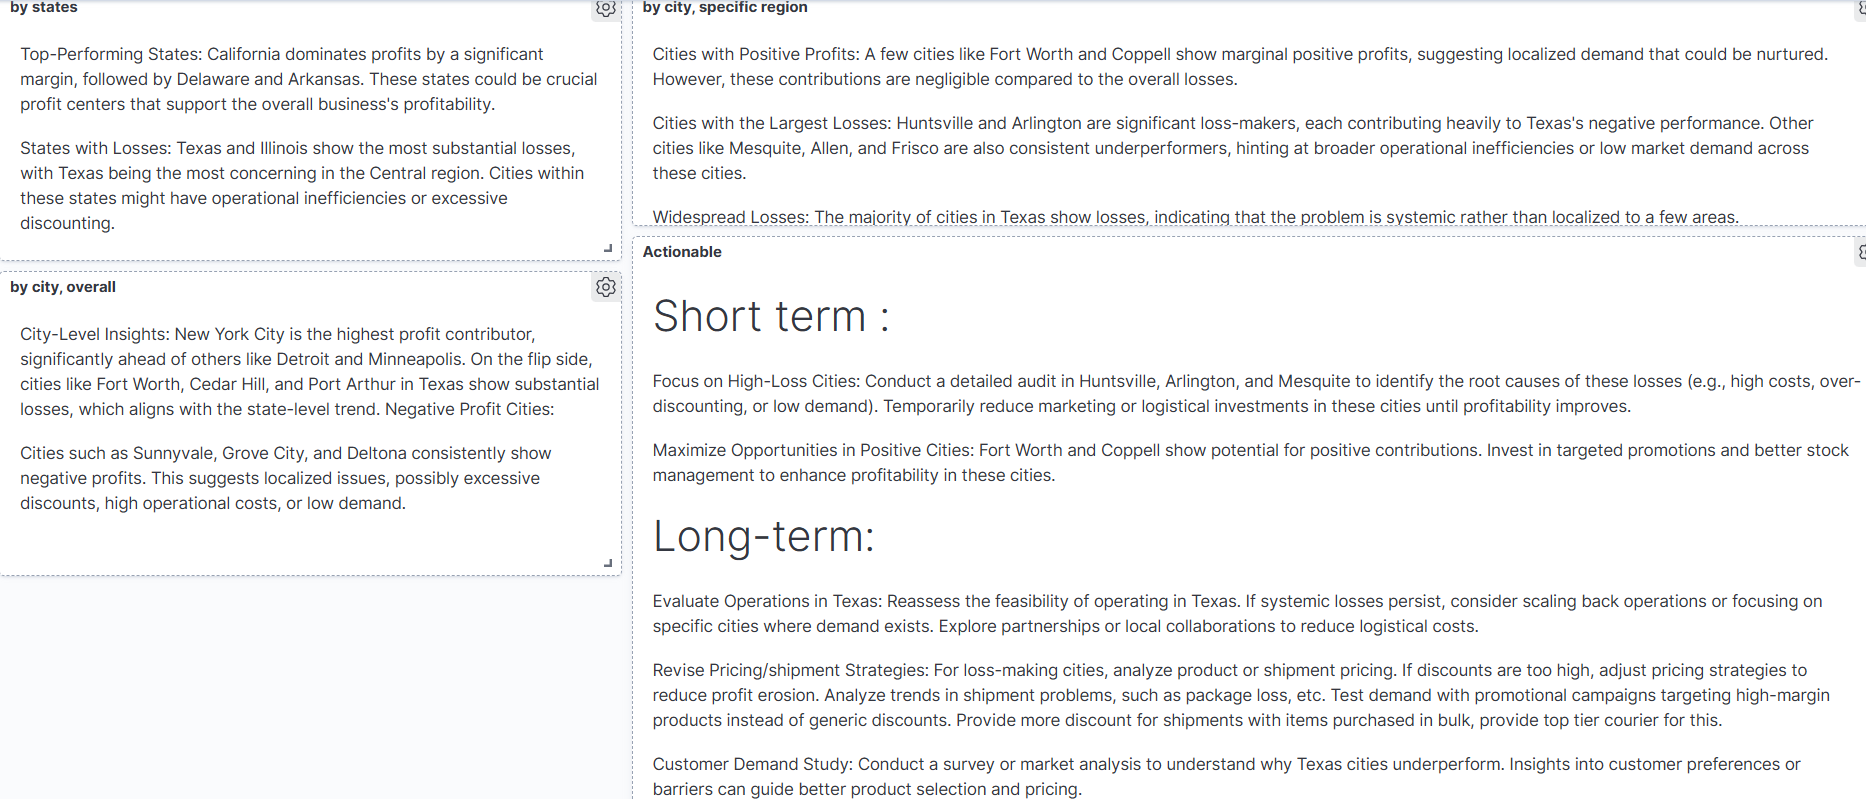 by states
Top-Performing States: California dominates profits by a significant
margin, followed by Delaware and Arkansas. These states could be crucial
profit centers that support the overall business's profitability.
States with Losses: Texas and Illinois show the most substantial losses,
with Texas being the most concerning in the Central region. Cities within
these states might have operational inefficiencies or excessive
discounting.
by city, overall
City-Level Insights: New York City is the highest profit contributor,
significantly ahead of others like Detroit and Minneapolis. On the flip side,
cities like Fort Worth, Cedar Hill, and Port Arthur in Texas show substantial
losses, which aligns with the state-level trend. Negative Profit Cities:
Cities such as Sunnyvale, Grove City, and Deltona consistently show
negative profits. This suggests localized issues, possibly excessive
discounts, high operational costs, or low demand.
by city, specific region
Cities with Positive Profits: A few cities like Fort Worth and Coppell show marginal positive profits, suggesting localized demand that could be nurtured.
However, these contributions are negligible compared to the overall losses.
Cities with the Largest Losses: Huntsville and Arlington are significant loss-makers, each contributing heavily to Texas's negative performance. Other
cities like Mesquite, Allen, and Frisco are also consistent underperformers, hinting at broader operational inefficiencies or low market demand across
these cities.
Widespread Losses: The majority of cities in Texas show losses, indicating that the problem is systemic rather than localized to a few areas.
Actionable
Short term :
Focus on High-Loss Cities: Conduct a detailed audit in Huntsville, Arlington, and Mesquite to identify the root causes of these losses (e.g., high costs, over-
discounting, or low demand). Temporarily reduce marketing or logistical investments in these cities until profitability improves.
Maximize Opportunities in Positive Cities: Fort Worth and Coppell show potential for positive contributions. Invest in targeted promotions and better stock
management to enhance profitability in these cities.
Long-term:
Evaluate Operations in Texas: Reassess the feasibility of operating in Texas. If systemic losses persist, consider scaling back operations or focusing on
specific cities where demand exists. Explore partnerships or local collaborations to reduce logistical costs.
Revise Pricing/shipment Strategies: For loss-making cities, analyze product or shipment pricing. If discounts are too high, adjust pricing strategies to
reduce profit erosion. Analyze trends in shipment problems, such as package loss, etc. Test demand with promotional campaigns targeting high-margin
products instead of generic discounts. Provide more discount for shipments with items purchased in bulk, provide top tier courier for this.
Customer Demand Study: Conduct a survey or market analysis to understand why Texas cities underperform. Insights into customer preferences or
barriers can guide better product selection and pricing.